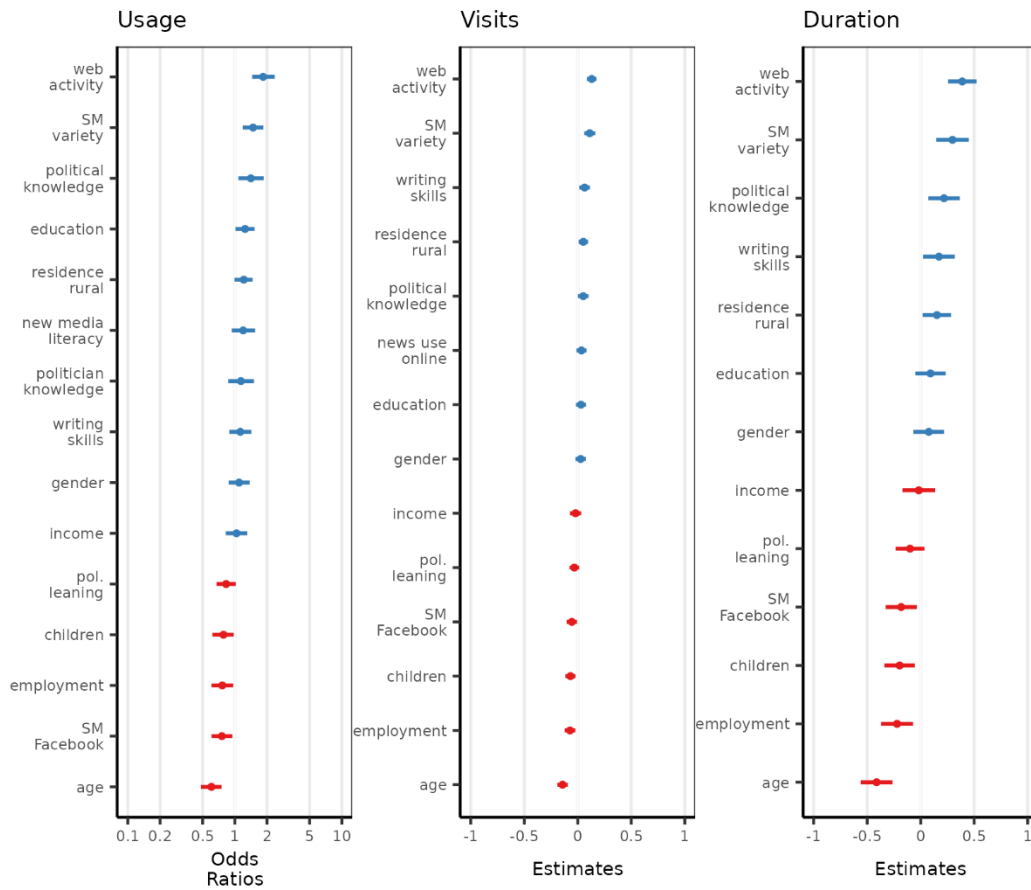 Usage
web
activity
SM
variety
political
knowledge
education
residence
rural
new media
literacy
politician
knowledge
writing
skills
gender
income
pol.
leaning
children
employment
SM
Facebook
age
0.1 0.2 0.5 1 2 5 10
Odds
Ratios
Visits
web
activity
SM
variety
writing
skills
residence
rural
political
knowledge
news use
online
education
gender
income
pol.
leaning
SM
Facebook
children
employment
age
-1 -0.5 0 0.5 1
Estimates
Duration
web
activity
SM
variety
political
knowledge
writing
skills
residence
rural
education
gender
income
pol.
leaning
SM
Facebook
children
employment
age
-1 -0.5 0 0.5 1
Estimates